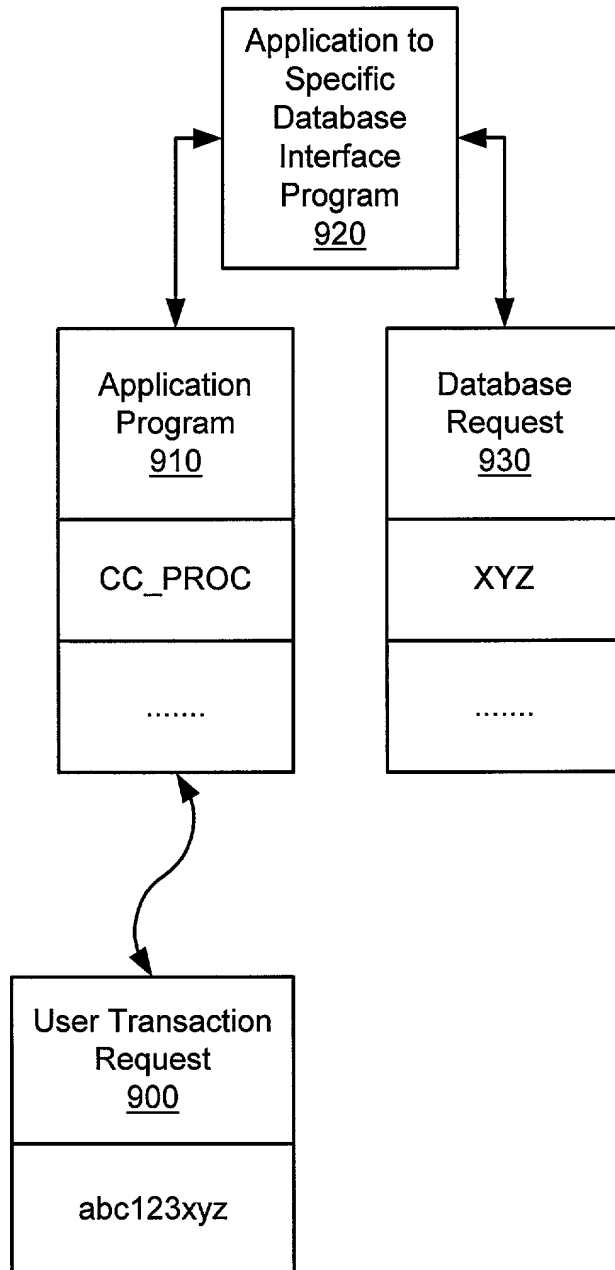 Application to
Specific
Database
Interface
Program
920
Application
Program
910
CC_PROC
.......
Database
Request
930
XYZ
.......
User Transaction
Request
900
abc123xyz